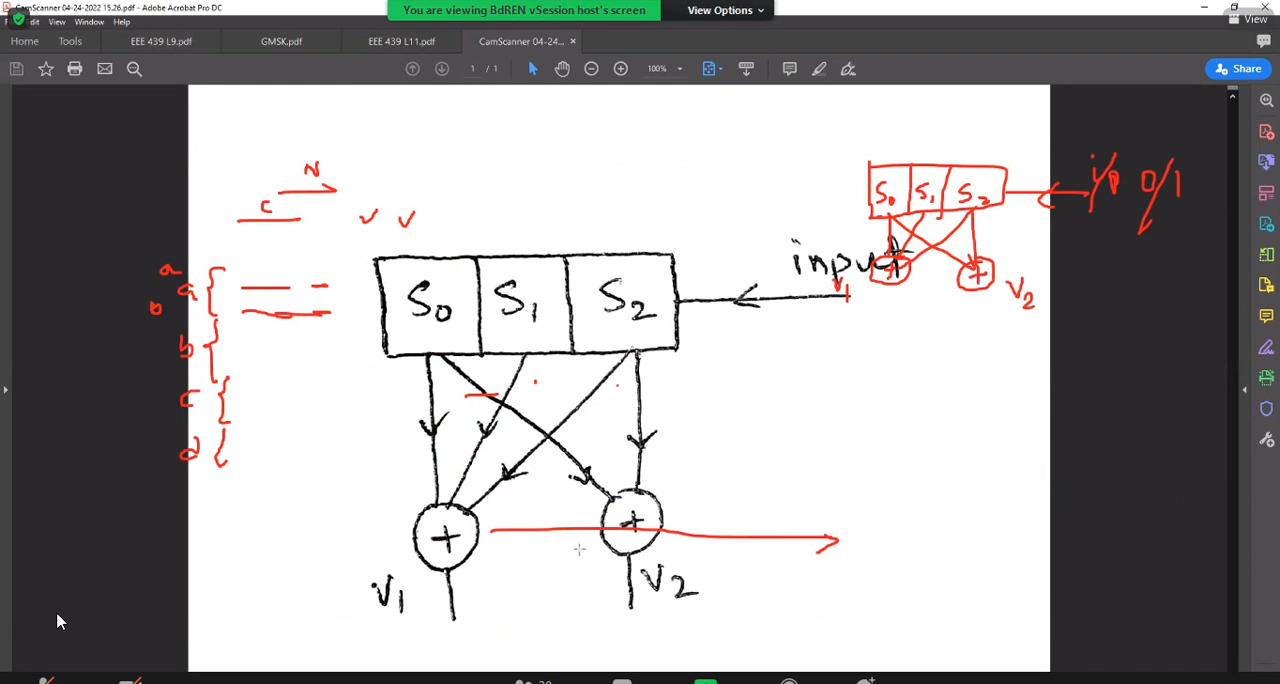 CamScanner 04-24-2022 15.26.pdf - Adobe Acrobat Pro DC
You are viewing BdREN vSession host's screen
View Options
View
Edit View Window Help
Home Tools EEE 439 L9.pdf GMSK.pdf EEE 439 L11.pdf CamScanner 04-24... ×
1 / 1 100% Share
N
C
i/p 0/1
S0 S1 S2
+ +
V1 V2
input
a
a
b
c
d
S0 S1 S2
+ +
V1 V2